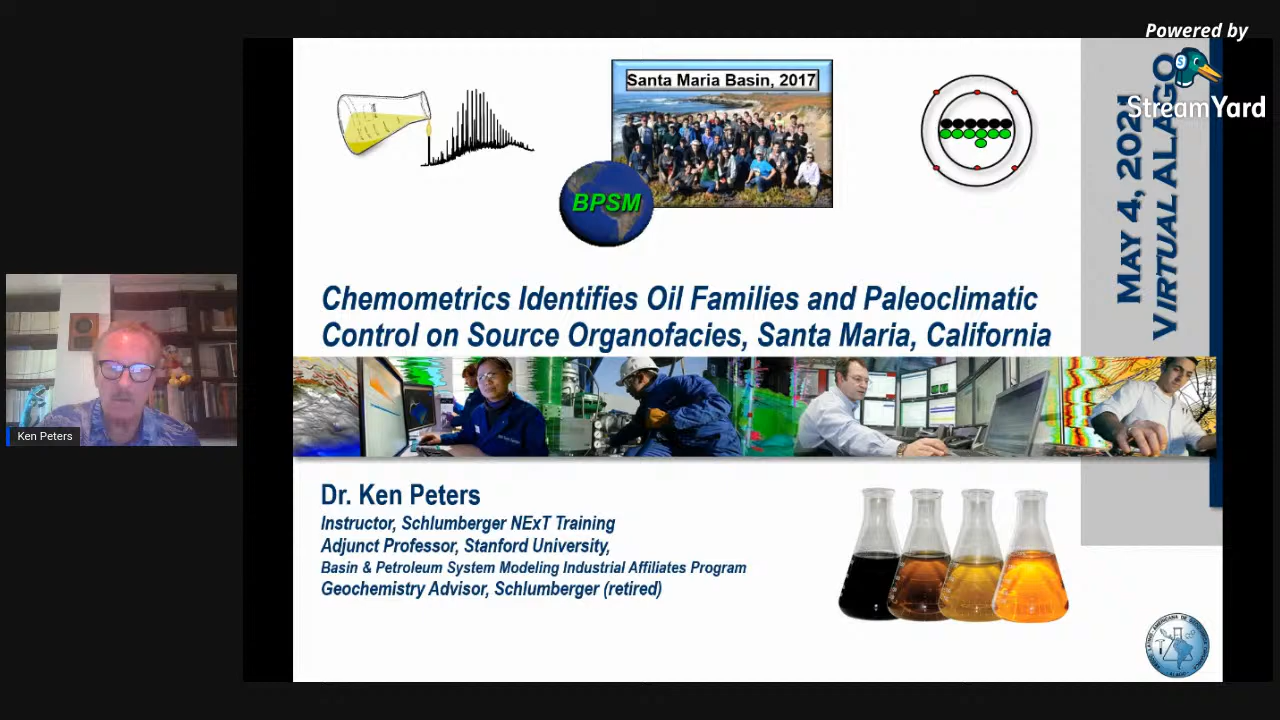 Powered by
StreamYard
Santa Maria Basin, 2017
BPSM
MAY 4, 2021
VIRTUAL ALAGO
Chemometrics Identifies Oil Families and Paleoclimatic
Control on Source Organofacies, Santa Maria, California
Ken Peters
Dr. Ken Peters
Instructor, Schlumberger NExT Training
Adjunct Professor, Stanford University,
Basin & Petroleum System Modeling Industrial Affiliates Program
Geochemistry Advisor, Schlumberger (retired)